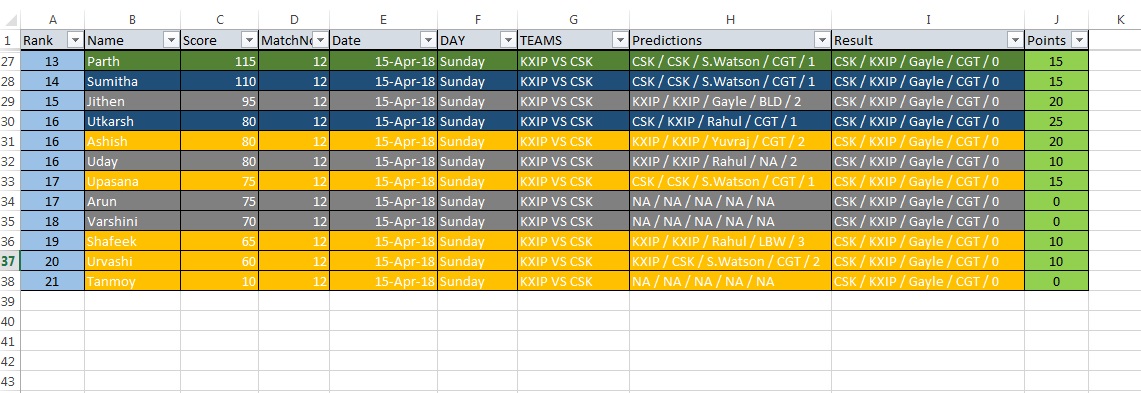 A B C D E F G H I J K
1 Rank Name Score MatchNo Date DAY TEAMS Predictions Result Points
27 13 Parth 115 12 15-Apr-18 Sunday KXIP VS CSK CSK / CSK / S.Watson / CGT / 1 CSK / KXIP / Gayle / CGT / 0 15
28 14 Sumitha 110 12 15-Apr-18 Sunday KXIP VS CSK CSK / CSK / S.Watson / CGT / 1 CSK / KXIP / Gayle / CGT / 0 15
29 15 Jithen 95 12 15-Apr-18 Sunday KXIP VS CSK KXIP / KXIP / Gayle / BLD / 2 CSK / KXIP / Gayle / CGT / 0 20
30 16 Utkarsh 80 12 15-Apr-18 Sunday KXIP VS CSK CSK / KXIP / Rahul / CGT / 1 CSK / KXIP / Gayle / CGT / 0 25
31 16 Ashish 80 12 15-Apr-18 Sunday KXIP VS CSK KXIP / KXIP / Yuvraj / CGT / 2 CSK / KXIP / Gayle / CGT / 0 20
32 16 Uday 80 12 15-Apr-18 Sunday KXIP VS CSK KXIP / KXIP / Rahul / NA / 2 CSK / KXIP / Gayle / CGT / 0 10
33 17 Upasana 75 12 15-Apr-18 Sunday KXIP VS CSK CSK / CSK / S.Watson / CGT / 1 CSK / KXIP / Gayle / CGT / 0 15
34 17 Arun 75 12 15-Apr-18 Sunday KXIP VS CSK NA / NA / NA / NA / NA CSK / KXIP / Gayle / CGT / 0 0
35 18 Varshini 70 12 15-Apr-18 Sunday KXIP VS CSK NA / NA / NA / NA / NA CSK / KXIP / Gayle / CGT / 0 0
36 19 Shafeek 65 12 15-Apr-18 Sunday KXIP VS CSK KXIP / KXIP / Rahul / LBW / 3 CSK / KXIP / Gayle / CGT / 0 10
37 20 Urvashi 60 12 15-Apr-18 Sunday KXIP VS CSK KXIP / CSK / S.Watson / CGT / 2 CSK / KXIP / Gayle / CGT / 0 10
38 21 Tanmoy 10 12 15-Apr-18 Sunday KXIP VS CSK NA / NA / NA / NA / NA CSK / KXIP / Gayle / CGT / 0 0
39
40
41
42
43